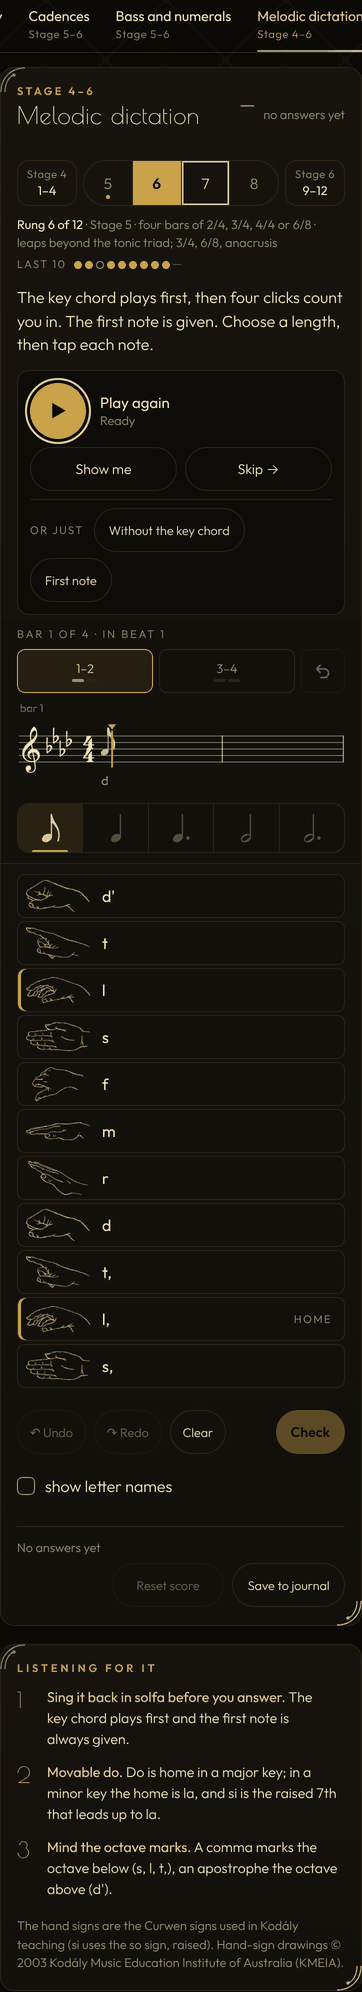 Cadences
Stage 5–6
Bass and numerals
Stage 5–6
Melodic dictation
Stage 4–6
STAGE 4–6
Melodic dictation
— no answers yet
Stage 4
1–4
5
6
7
8
Stage 6
9–12
Rung 6 of 12 · Stage 5 · four bars of 2/4, 3/4, 4/4 or 6/8 ·
leaps beyond the tonic triad; 3/4, 6/8, anacrusis
LAST 10
The key chord plays first, then four clicks count
you in. The first note is given. Choose a length,
then tap each note.
Play again
Ready
Show me
Skip →
OR JUST
Without the key chord
First note
BAR 1 OF 4 · IN BEAT 1
1–2
3–4
bar 1
4
4
d
d'
t
l
s
f
m
r
d
t,
l,
HOME
s,
↶ Undo
↷ Redo
Clear
Check
show letter names
No answers yet
Reset score
Save to journal
LISTENING FOR IT
1
Sing it back in solfa before you answer. The
key chord plays first and the first note is
always given.
2
Movable do. Do is home in a major key; in a
minor key the home is la, and si is the raised 7th
that leads up to la.
3
Mind the octave marks. A comma marks the
octave below (s, l, t,), an apostrophe the octave
above (d').
The hand signs are the Curwen signs used in Kodály
teaching (si uses the so sign, raised). Hand-sign drawings ©
2003 Kodály Music Education Institute of Australia (KMEIA).